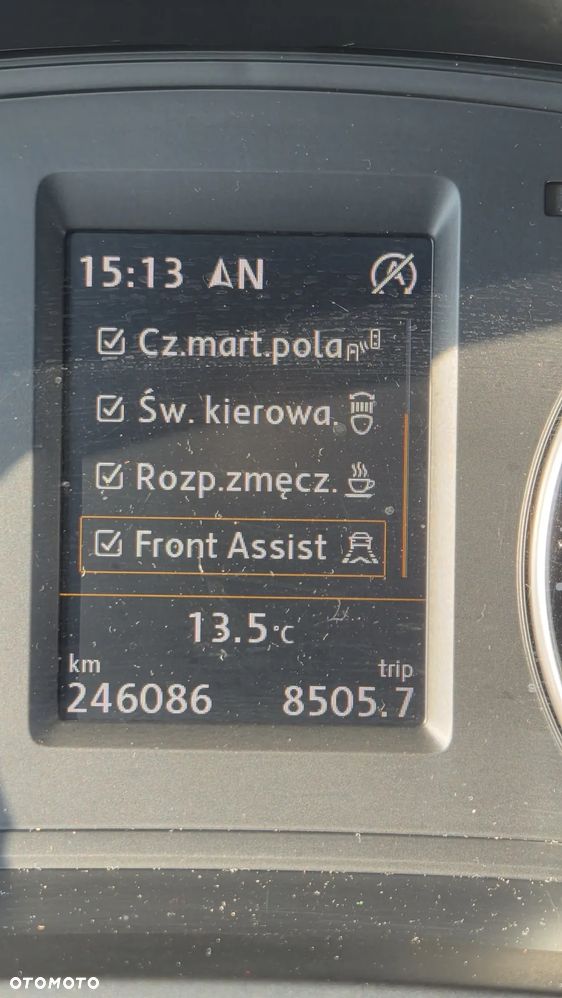 15:13 N
Cz.mart.pola
Św. kierowa.
Rozp.zmęcz.
Front Assist
13.5°C
km trip
246086 8505.7
OTOMOTO